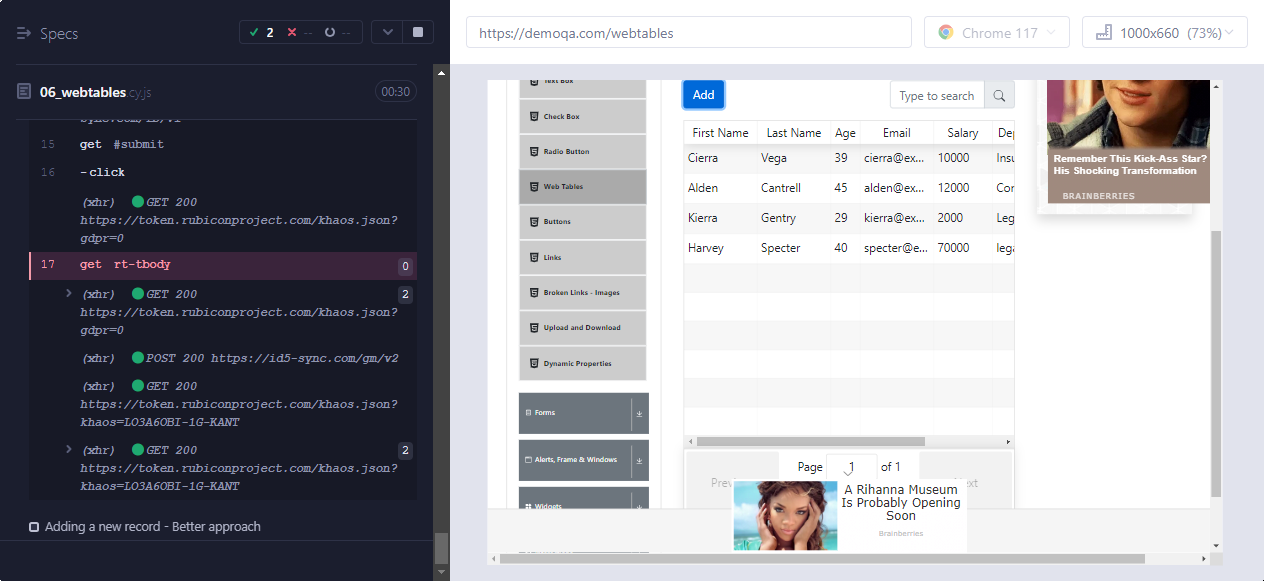 Specs
2
--
--
06_webtables.cy.js
00:30
15 get #submit
16 -click
(xhr) GET 200
https://token.rubiconproject.com/khaos.json?
gdpr=0
17 get rt-tbody 0
(xhr) GET 200 2
https://token.rubiconproject.com/khaos.json?
gdpr=0
(xhr) POST 200 https://id5-sync.com/gm/v2
(xhr) GET 200
https://token.rubiconproject.com/khaos.json?
khaos=LO3A6OBI-1G-KANT
(xhr) GET 200 2
https://token.rubiconproject.com/khaos.json?
khaos=LO3A6OBI-1G-KANT
Adding a new record - Better approach
https://demoqa.com/webtables
Chrome 117
1000x660 (73%)
Text Box
Check Box
Radio Button
Web Tables
Buttons
Links
Broken Links - Images
Upload and Download
Dynamic Properties
Forms
Alerts, Frame & Windows
Widgets
Add
Type to search
First Name Last Name Age Email Salary De
Cierra Vega 39 cierra@ex... 10000 Insu
Alden Cantrell 45 alden@ex... 12000 Con
Kierra Gentry 29 kierra@ex... 2000 Leg
Harvey Specter 40 specter@e... 70000 lega
Page 1 of 1
A Rihanna Museum
Is Probably Opening
Soon
Brainberries
Remember This Kick-Ass Star?
His Shocking Transformation
BRAINBERRIES